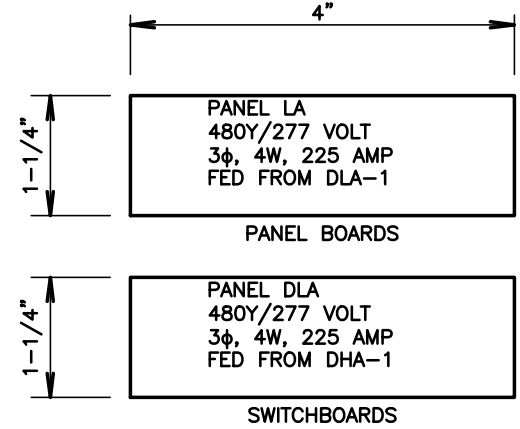 4"
1-1/4"
PANEL LA
480Y/277 VOLT
3ϕ, 4W, 225 AMP
FED FROM DLA-1
PANEL BOARDS
1-1/4"
PANEL DLA
480Y/277 VOLT
3ϕ, 4W, 225 AMP
FED FROM DHA-1
SWITCHBOARDS